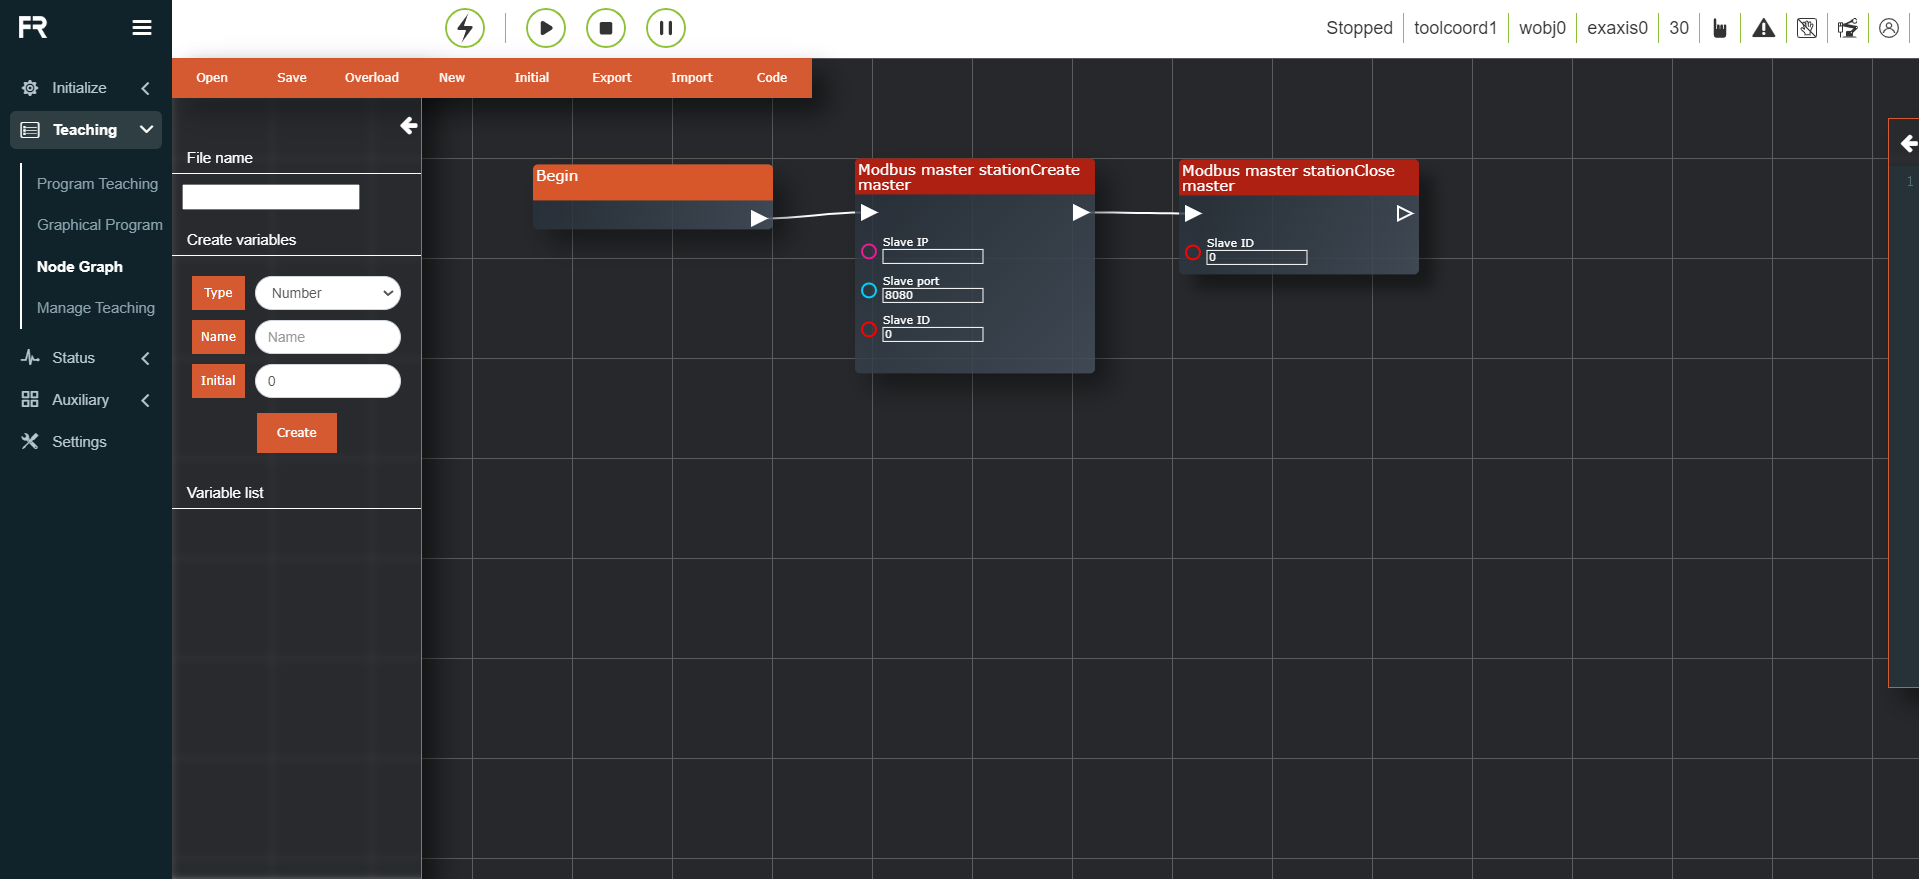 FR
Stopped
toolcoord1
wobj0
exaxis0
30
Open
Save
Overload
New
Initial
Export
Import
Code
Initialize
Teaching
Program Teaching
Graphical Program
Node Graph
Manage Teaching
Status
Auxiliary
Settings
File name
Create variables
Type
Number
Name
Name
Initial
0
Create
Variable list
Begin
Modbus master stationCreate
master
Slave IP
Slave port
8080
Slave ID
0
Modbus master stationClose
master
Slave ID
0
1